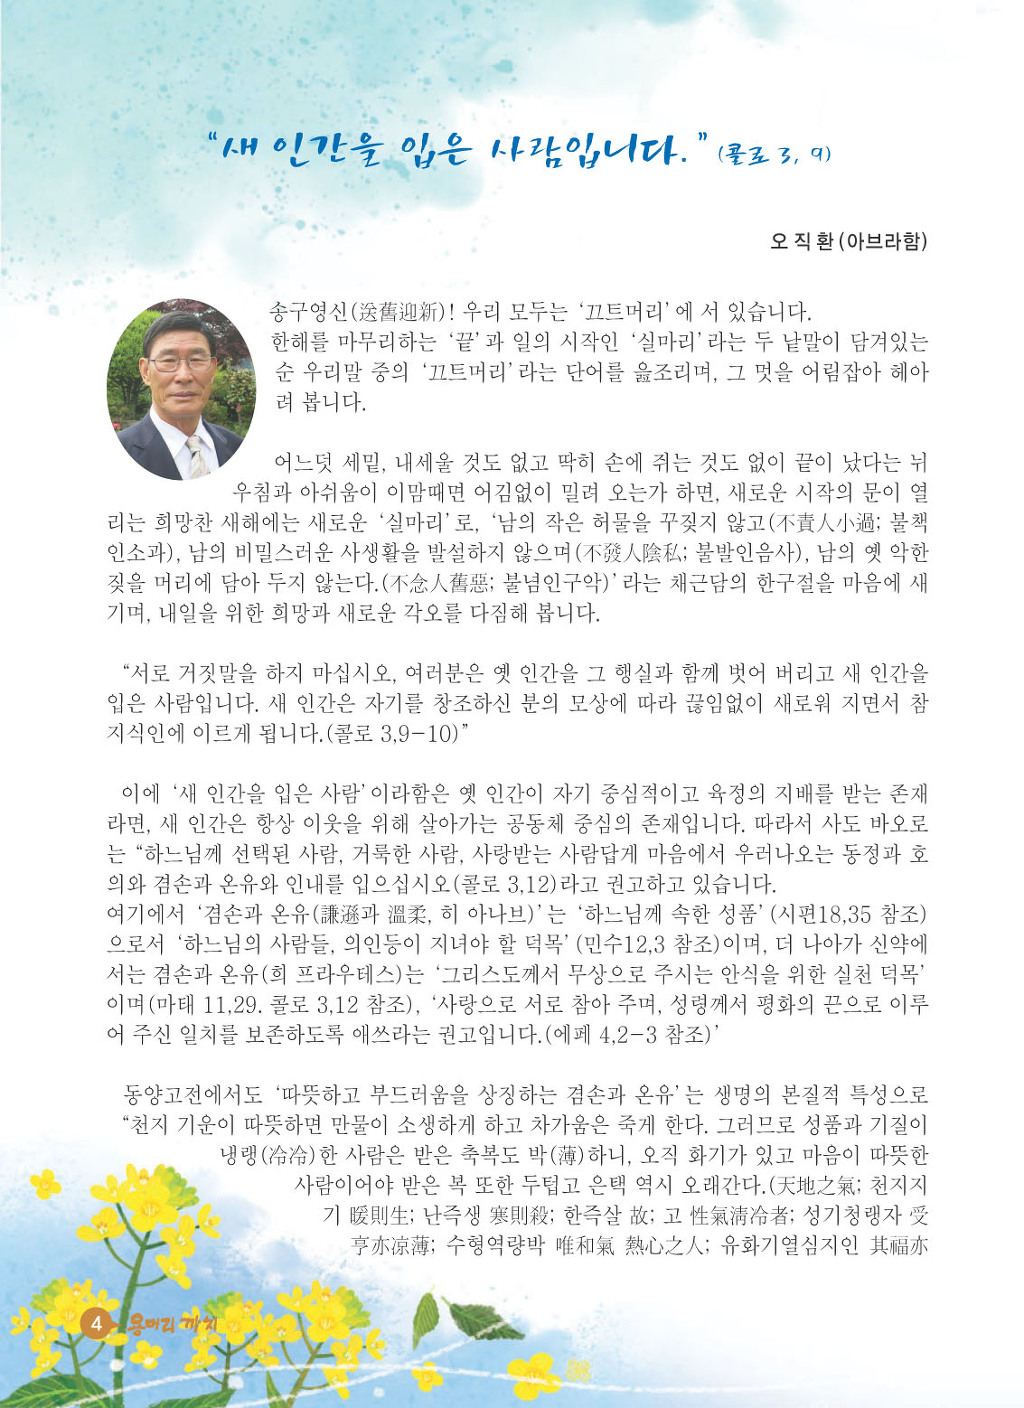 “새 인간을 입은 사람입니다.” (콜로 3, 9)
오 직 환 (아브라함)
송구영신(送舊迎新)! 우리 모두는 ‘끄트머리’에 서 있습니다.
한해를 마무리하는 ‘끝’과 일의 시작인 ‘실마리’라는 두 낱말이 담겨있는
순 우리말 중의 ‘끄트머리’라는 단어를 읊조리며, 그 멋을 어림잡아 헤아
려 봅니다.
어느덧 세밑, 내세울 것도 없고 딱히 손에 쥐는 것도 없이 끝이 났다는 뉘
우침과 아쉬움이 이맘때면 어김없이 밀려 오는가 하면, 새로운 시작의 문이 열
리는 희망찬 새해에는 새로운 ‘실마리’로, ‘남의 작은 허물을 꾸짖지 않고(不責人小過; 불책
인소과), 남의 비밀스러운 사생활을 발설하지 않으며(不發人陰私; 불발인음사), 남의 옛 악한
짖을 머리에 담아 두지 않는다.(不念人舊惡; 불념인구악)’라는 채근담의 한구절을 마음에 새
기며, 내일을 위한 희망과 새로운 각오를 다짐해 봅니다.
“서로 거짓말을 하지 마십시오, 여러분은 옛 인간을 그 행실과 함께 벗어 버리고 새 인간을
입은 사람입니다. 새 인간은 자기를 창조하신 분의 모상에 따라 끊임없이 새로워 지면서 참
지식인에 이르게 됩니다.(콜로 3,9-10)”
이에 ‘새 인간을 입은 사람’이라함은 옛 인간이 자기 중심적이고 육정의 지배를 받는 존재
라면, 새 인간은 항상 이웃을 위해 살아가는 공동체 중심의 존재입니다. 따라서 사도 바오로
는 “하느님께 선택된 사람, 거룩한 사람, 사랑받는 사람답게 마음에서 우러나오는 동정과 호
의와 겸손과 온유와 인내를 입으십시오(콜로 3,12)라고 권고하고 있습니다.
여기에서 ‘겸손과 온유(謙遜과 溫柔, 히 아나브)’는 ‘하느님께 속한 성품’(시편18,35 참조)
으로서 ‘하느님의 사람들, 의인등이 지녀야 할 덕목’(민수12,3 참조)이며, 더 나아가 신약에
서는 겸손과 온유(희 프라우테스)는 ‘그리스도께서 무상으로 주시는 안식을 위한 실천 덕목’
이며(마태 11,29. 콜로 3,12 참조), ‘사랑으로 서로 참아 주며, 성령께서 평화의 끈으로 이루
어 주신 일치를 보존하도록 애쓰라는 권고입니다.(에페 4,2-3 참조)’
동양고전에서도 ‘따뜻하고 부드러움을 상징하는 겸손과 온유’는 생명의 본질적 특성으로
“천지 기운이 따뜻하면 만물이 소생하게 하고 차가움은 죽게 한다. 그러므로 성품과 기질이
냉랭(冷冷)한 사람은 받은 축복도 박(薄)하니, 오직 화기가 있고 마음이 따뜻한
사람이어야 받은 복 또한 두텁고 은택 역시 오래간다.(天地之氣; 천지지
기 暖則生; 난즉생 寒則殺; 한즉살 故; 고 性氣淸冷者; 성기청랭자 受
亨亦凉薄; 수형역량박 唯和氣 熱心之人; 유화기열심지인 其福亦
4 용머리 까치